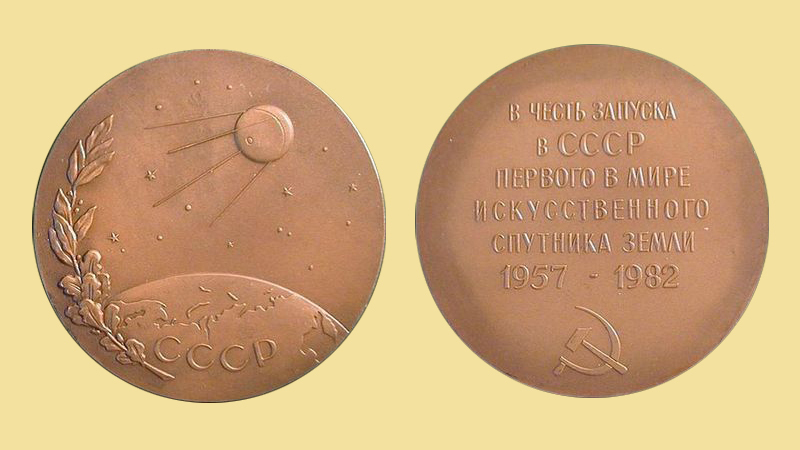 СССР
В ЧЕСТЬ ЗАПУСКА
В СССР
ПЕРВОГО В МИРЕ
ИСКУССТВЕННОГО
СПУТНИКА ЗЕМЛИ
1957 - 1982